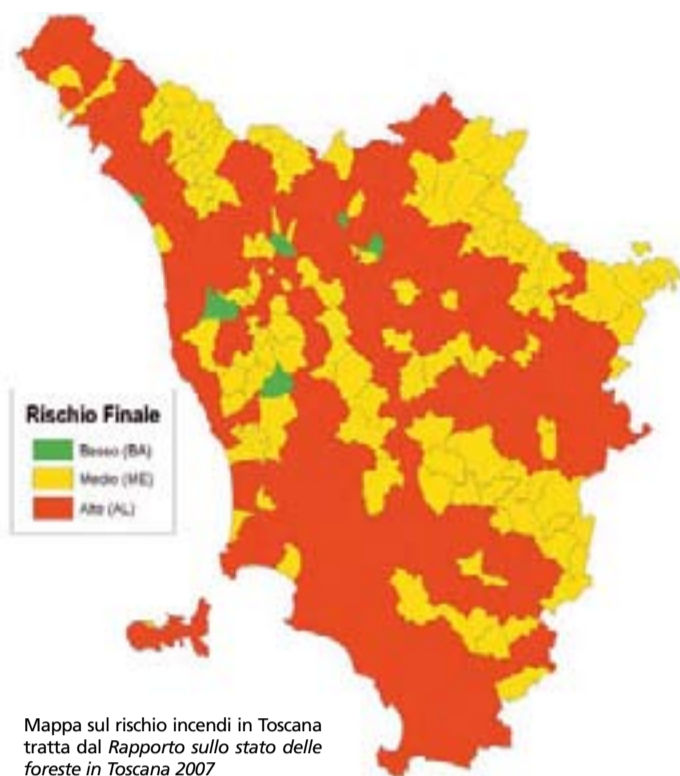 Rischio Finale
Basso (BA)
Medio (ME)
Alto (AL)
Mappa sul rischio incendi in Toscana
tratta dal Rapporto sullo stato delle
foreste in Toscana 2007